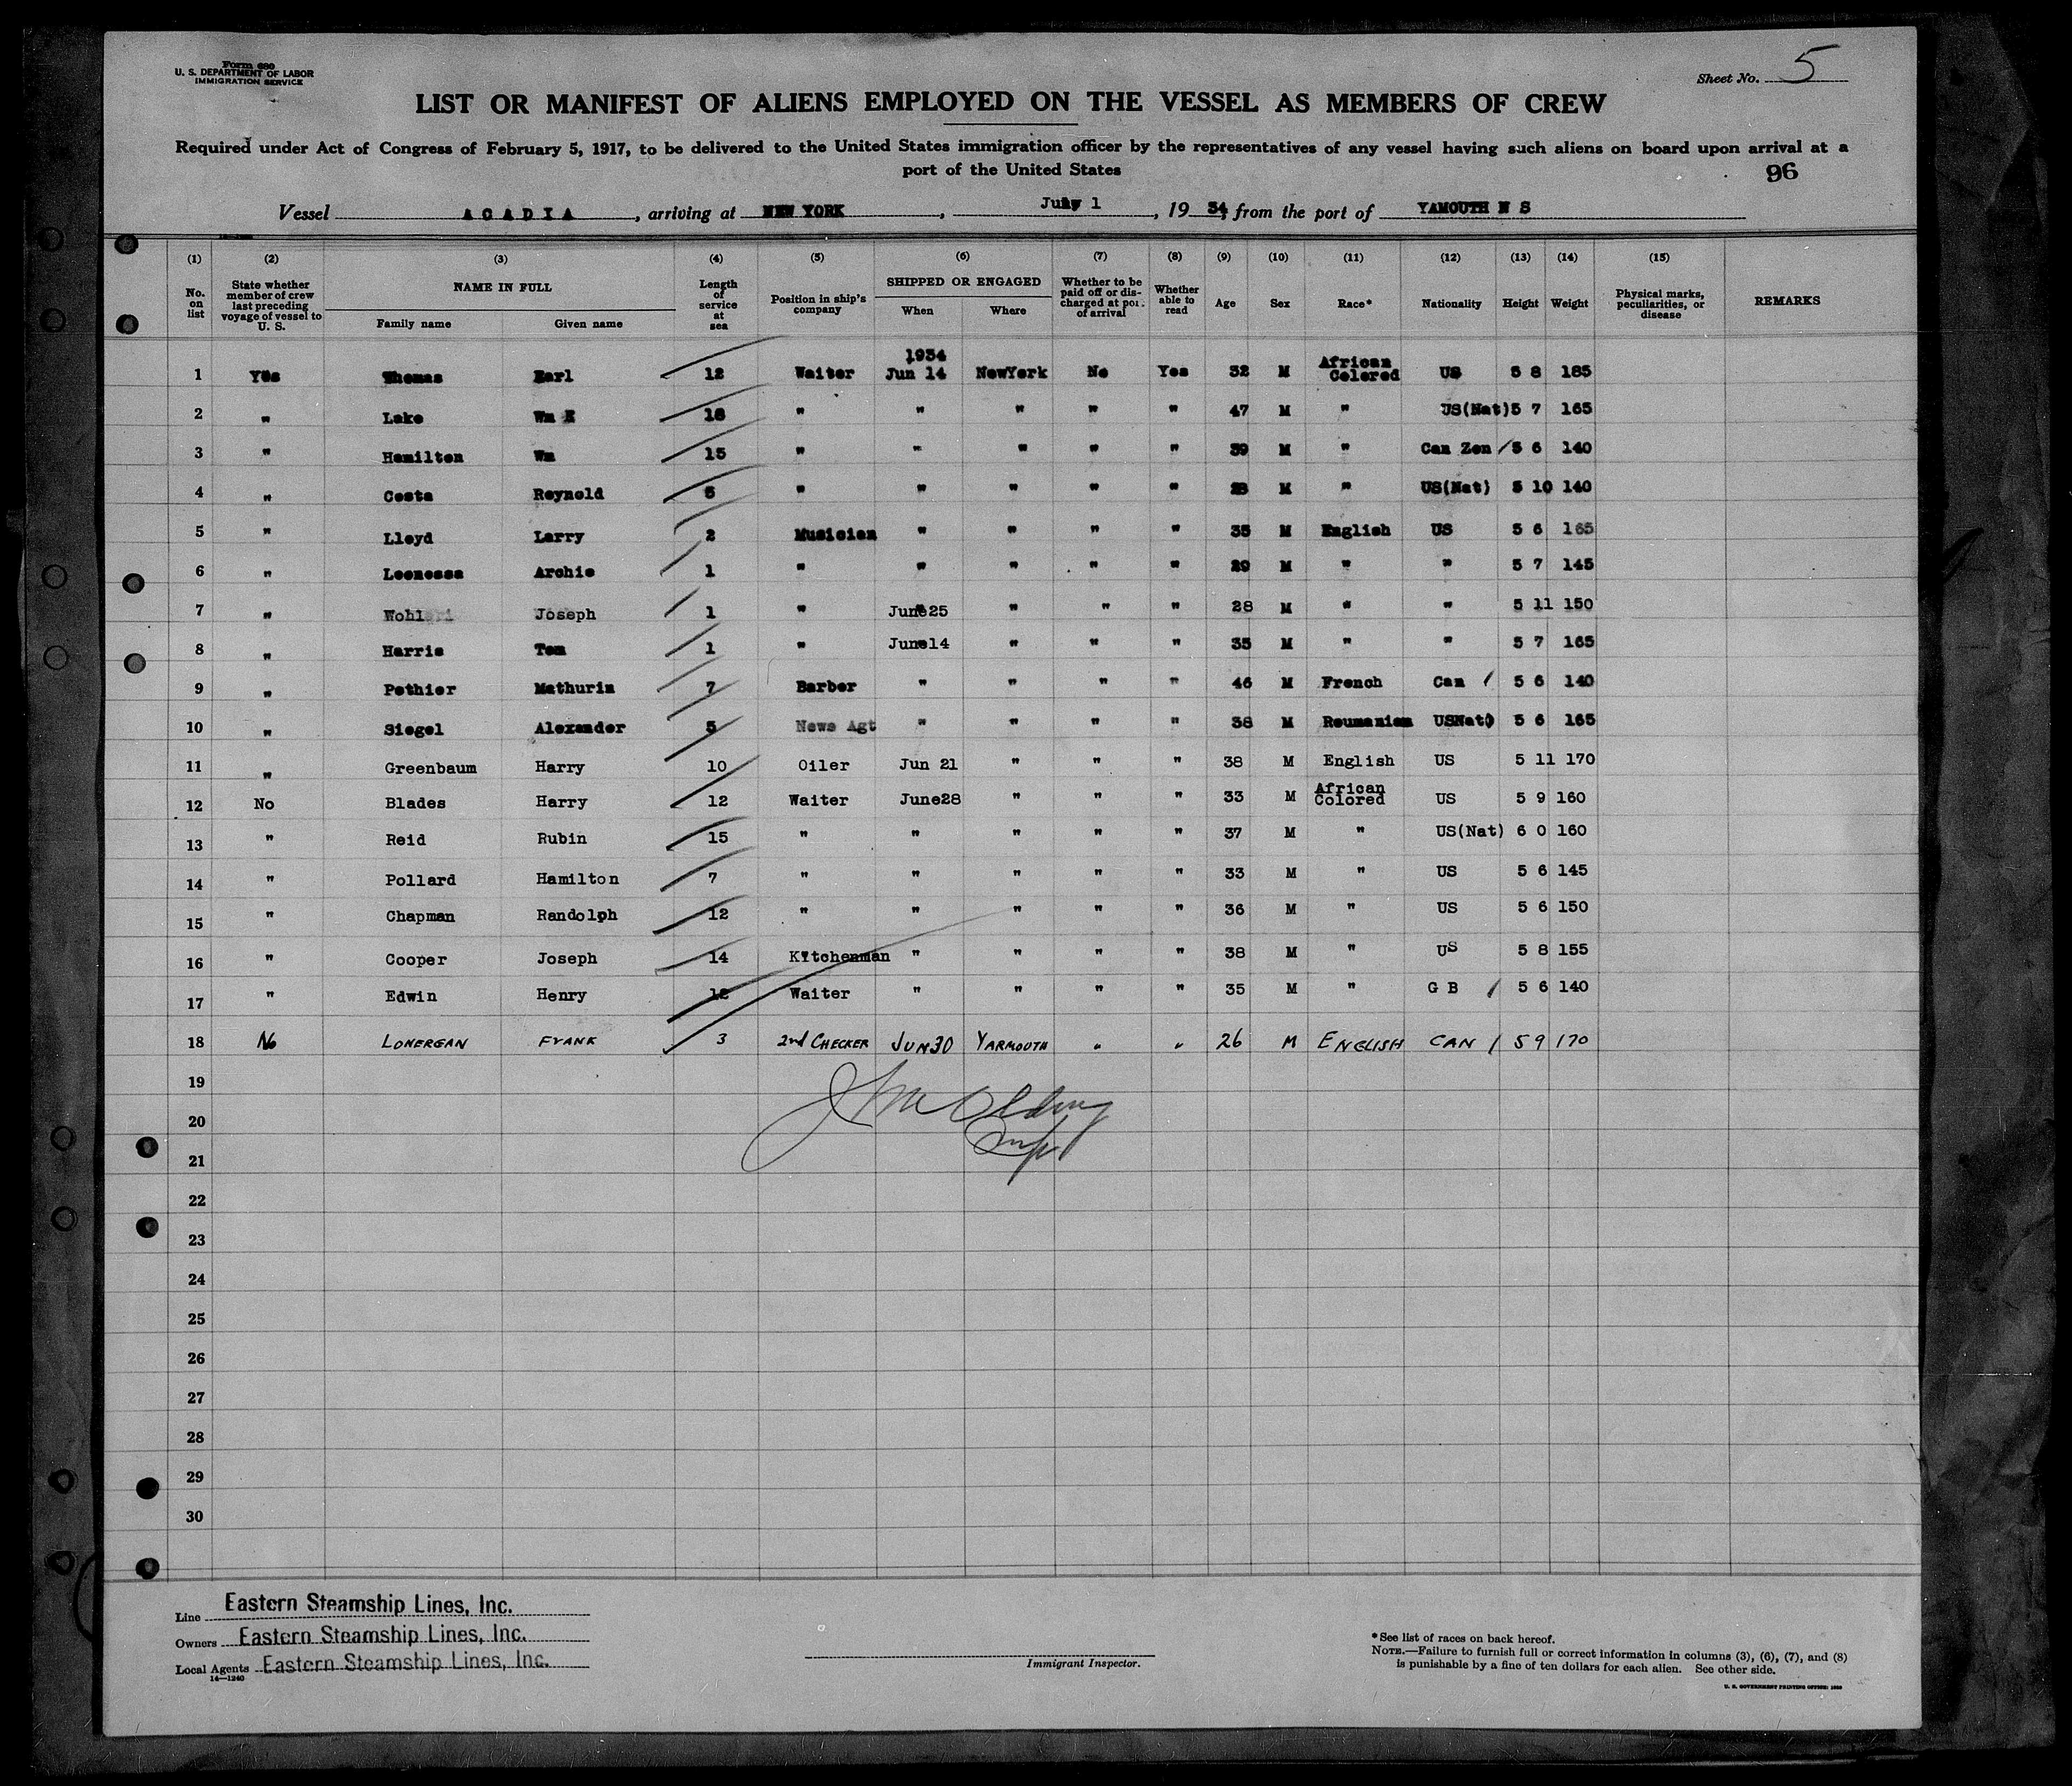 Form 680
U. S. DEPARTMENT OF LABOR
IMMIGRATION SERVICE
Sheet No. 5
LIST OR MANIFEST OF ALIENS EMPLOYED ON THE VESSEL AS MEMBERS OF CREW
Required under Act of Congress of February 5, 1917, to be delivered to the United States immigration officer by the representatives of any vessel having such aliens on board upon arrival at a
port of the United States
96
Vessel ACADIA, arriving at NEW YORK, July 1, 1934, from the port of YAMOUTH N S
(1) (2) (3) (4) (5) (6) (7) (8) (9) (10) (11) (12) (13) (14) (15)
No. on list State whether member of crew last preceding voyage of vessel to U. S. NAME IN FULL Family name Given name Length of service at sea Position in ship's company SHIPPED OR ENGAGED When Where Whether to be paid off or discharged at port of arrival Whether able to read Age Sex Race* Nationality Height Weight Physical marks, peculiarities, or disease REMARKS
1 Yes Thomas Earl 12 Waiter 1934 Jun 14 NewYork No Yes 32 M African Colored US 5 8 185
2 " Lake Wm E 18 " " " " " 47 M " US(Nat) 5 7 165
3 " Hamilton Wm 15 " " " " " 39 M " Can Zen / 5 6 140
4 " Costa Reynold 5 " " " " " 28 M " US(Nat) 5 10 140
5 " Lloyd Larry 2 Musician " " " " 35 M English US 5 6 165
6 " Leonessa Archie 1 " " " " " 29 M " " 5 7 145
7 " Wohl Joseph 1 " June25 " " " 28 M " " 5 11 150
8 " Harris Tom 1 " June14 " " " 35 M " " 5 7 165
9 " Pothier Mathurin 7 Barber " " " " 46 M French Can / 5 6 140
10 " Siegel Alexander 5 News Agt " " " " 38 M Roumanian USNat) 5 6 165
11 " Greenbaum Harry 10 Oiler Jun 21 " " " 38 M English US 5 11 170
12 No Blades Harry 12 Waiter June28 " " " 33 M African Colored US 5 9 160
13 " Reid Rubin 15 " " " " " 37 M " US(Nat) 6 0 160
14 " Pollard Hamilton 7 " " " " " 33 M " US 5 6 145
15 " Chapman Randolph 12 " " " " " 36 M " US 5 6 150
16 " Cooper Joseph 14 Kitchenman " " " " 38 M " US 5 8 155
17 " Edwin Henry 12 Waiter " " " " 35 M " G B / 5 6 140
18 No LONERGAN FRANK 3 2nd CHECKER JUN 30 YARMOUTH " " 26 M ENGLISH CAN / 5 9 170
19
20
21
22
23
24
25
26
27
28
29
30
Line Eastern Steamship Lines, Inc.
Owners Eastern Steamship Lines, Inc.
Local Agents Eastern Steamship Lines, Inc.
14—1240
Immigrant Inspector.
*See list of races on back hereof.
NOTE.—Failure to furnish full or correct information in columns (3), (6), (7), and (8)
is punishable by a fine of ten dollars for each alien. See other side.
U. S. GOVERNMENT PRINTING OFFICE: 1930